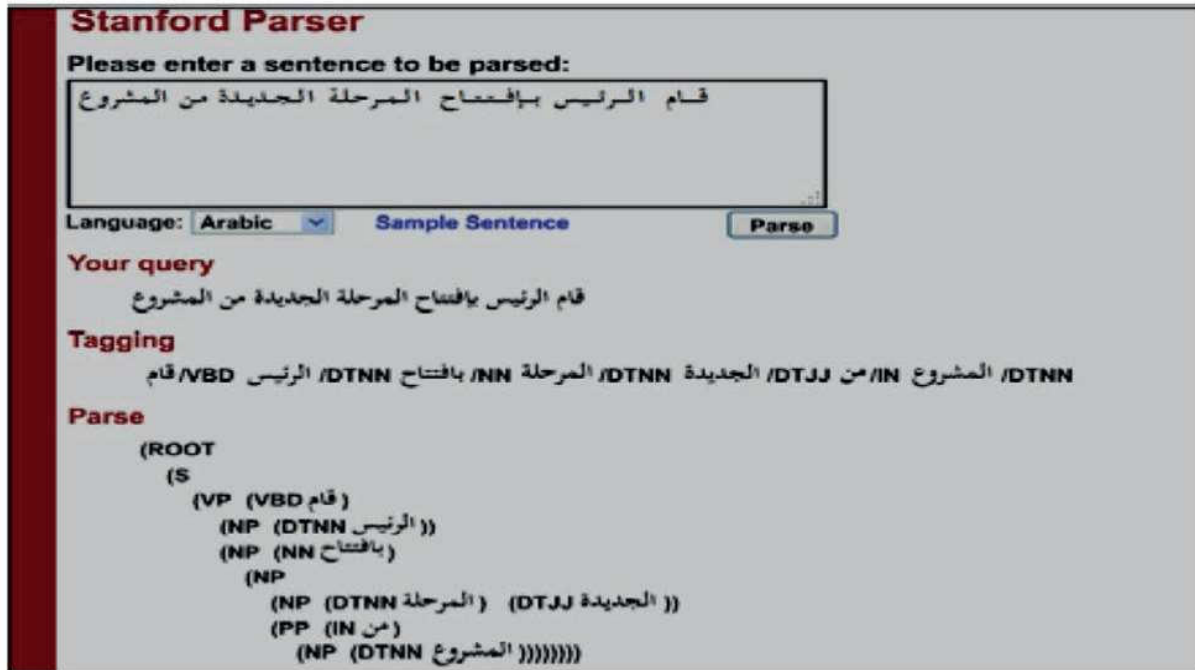 Stanford Parser
Please enter a sentence to be parsed:
قام الرئيس بإفتتاح المرحلة الجديدة من المشروع
Language: Arabic Sample Sentence Parse
Your query
قام الرئيس بإفتتاح المرحلة الجديدة من المشروع
Tagging
قام/VBD الرئيس/DTNN بافتتاح/NN المرحلة/DTNN الجديدة/DTJJ من/IN المشروع/DTNN
Parse
(ROOT
(S
(VP (VBD قام)
(NP (DTNN الرئيس))
(NP (NN بافتتاح)
(NP
(NP (DTNN المرحلة) (DTJJ الجديدة))
(PP (IN من)
(NP (DTNN المشروع))))))))